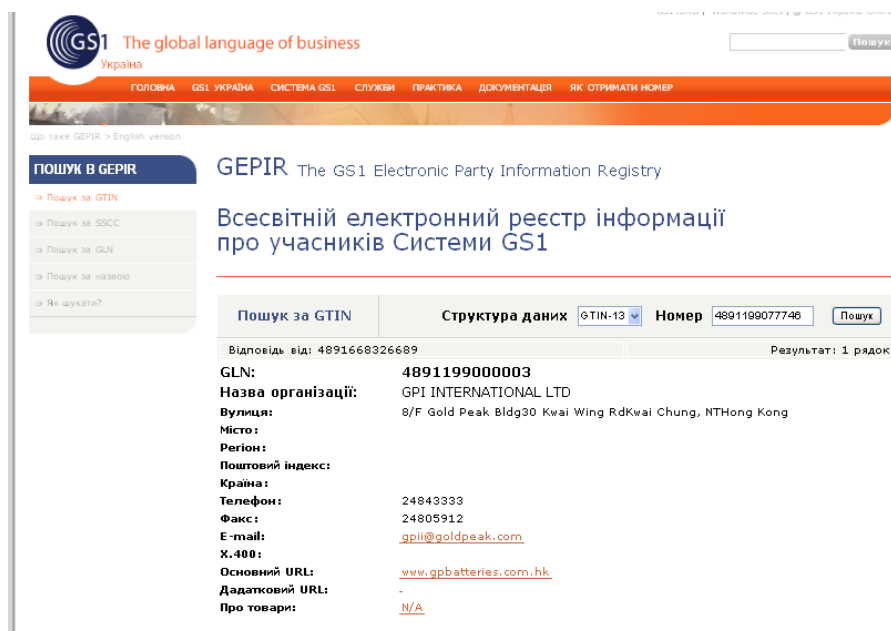 GS1 The global language of business
Україна
Пошук
ГОЛОВНА GS1 УКРАЇНА СИСТЕМА GS1 СЛУЖБИ ПРАКТИКА ДОКУМЕНТАЦІЯ ЯК ОТРИМАТИ НОМЕР
Що таке GEPIR > English version
ПОШУК В GEPIR
Пошук за GTIN
Пошук за SSCC
Пошук за GLN
Пошук за назвою
Як шукати?
GEPIR The GS1 Electronic Party Information Registry
Всесвітній електронний реєстр інформації
про учасників Системи GS1
Пошук за GTIN Структура даних GTIN-13 Номер 4891199077746 Пошук
Відповідь від: 4891668326689 Результат: 1 рядок
GLN: 4891199000003
Назва організації: GPI INTERNATIONAL LTD
Вулиця: 8/F Gold Peak Bldg30 Kwai Wing RdKwai Chung, NTHong Kong
Місто:
Регіон:
Поштовий індекс:
Країна:
Телефон: 24843333
Факс: 24805912
E-mail: gpii@goldpeak.com
X.400:
Основний URL: www.gpbatteries.com.hk
Дадатковий URL: -
Про товари: N/A